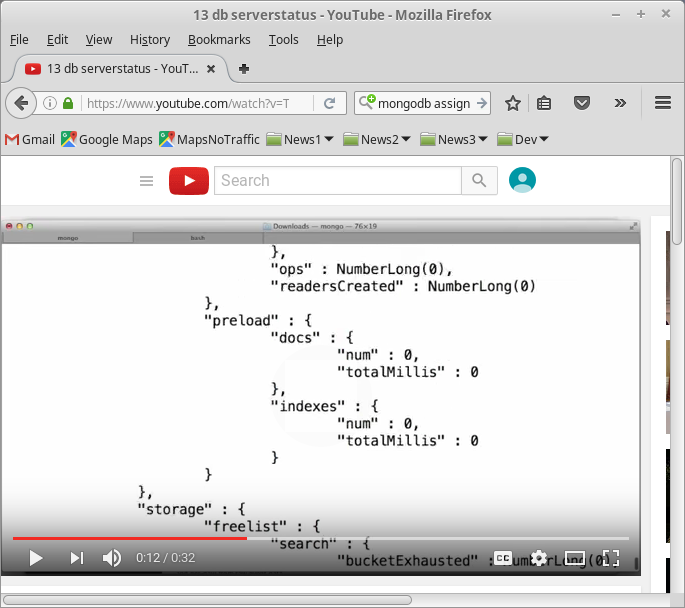 13 db serverstatus - YouTube - Mozilla Firefox
File Edit View History Bookmarks Tools Help
13 db serverstatus - YouT...
https://www.youtube.com/watch?v=T
mongodb assign
Gmail Google Maps MapsNoTraffic News1 News2 News3 Dev
Search
Downloads — mongo — 76×19
mongo bash
},
"ops" : NumberLong(0),
"readersCreated" : NumberLong(0)
},
"preload" : {
"docs" : {
"num" : 0,
"totalMillis" : 0
},
"indexes" : {
"num" : 0,
"totalMillis" : 0
}
}
},
"storage" : {
"freelist" : {
"search" : {
"bucketExhausted" : NumberLong(0),
0:12 / 0:32 CC